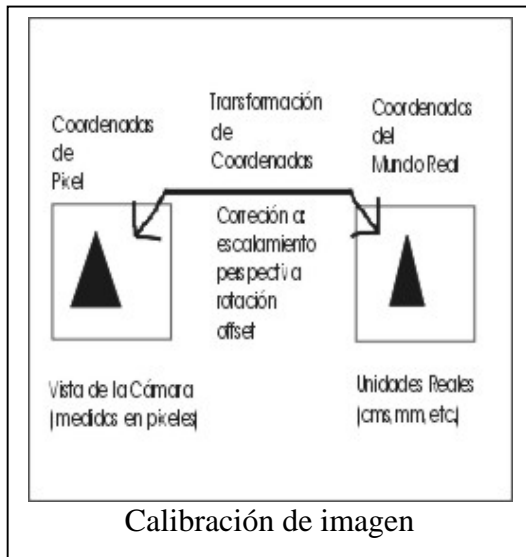 Coordenadas
de
Pixel
Transformación
de
Coordenadas
Coordenadas
del
Mundo Real
Correción a:
escalamiento
perspectiva
rotación
offset
Vista de la Cámara
(medidas en pixeles)
Unidades Reales
(cms, mm, etc,)
Calibración de imagen